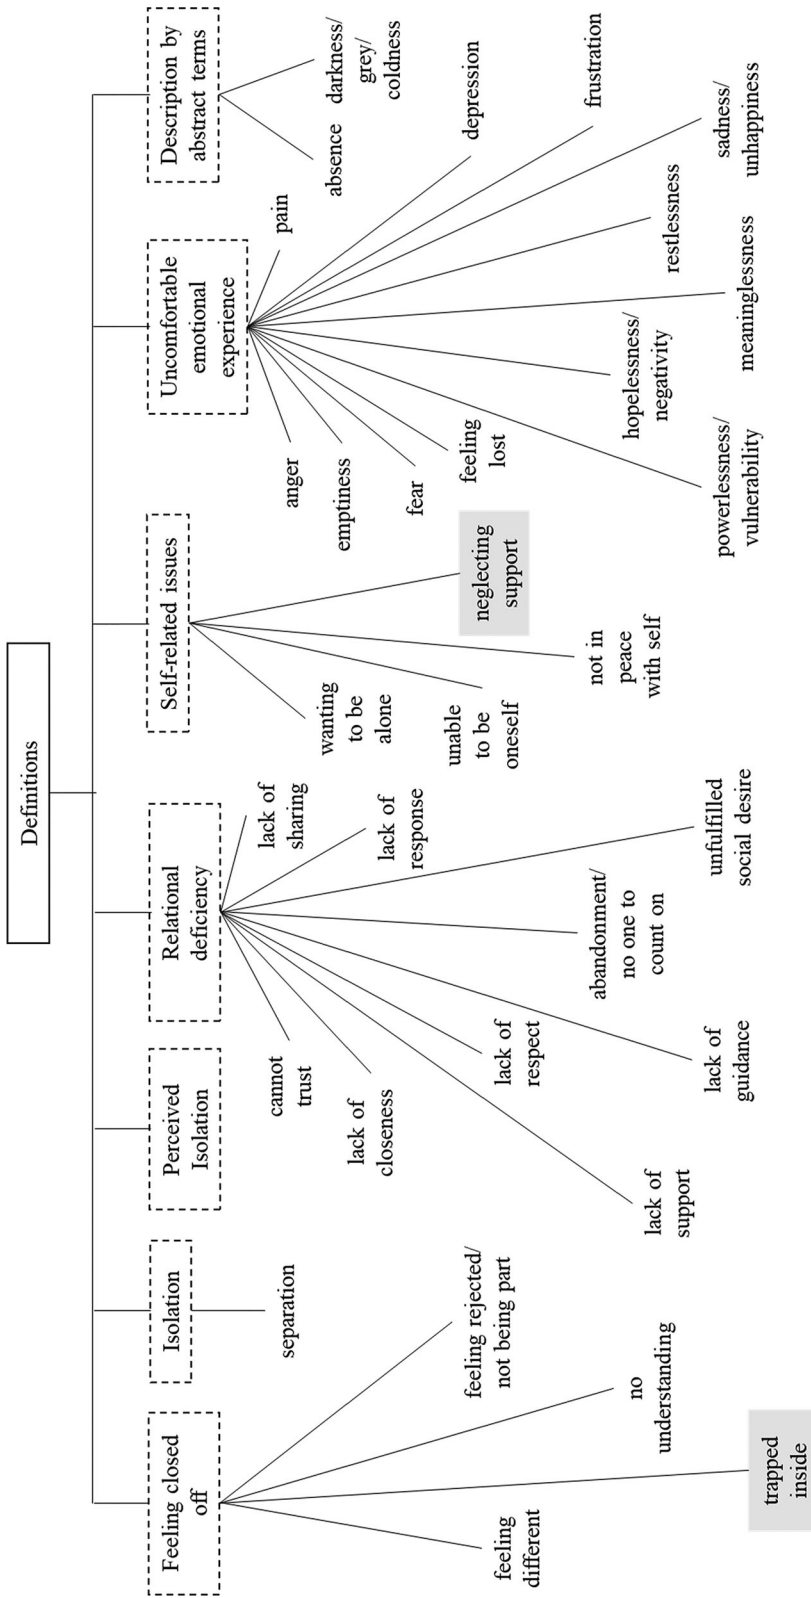 Definitions
Feeling closed
off
Isolation
Perceived
Isolation
Relational
deficiency
Self-related issues
Uncomfortable
emotional
experience
Description by
abstract terms
feeling
different
trapped
inside
no
understanding
feeling rejected/
not being part
separation
cannot
trust
lack of
closeness
lack of
support
lack of
respect
lack of
guidance
abandonment/
no one to
count on
unfulfilled
social desire
lack of
response
lack of
sharing
wanting
to be
alone
unable
to be
oneself
not in
peace
with self
neglecting
support
anger
emptiness
fear
feeling
lost
powerlessness/
vulnerability
hopelessness/
negativity
meaninglessness
restlessness
sadness/
unhappiness
frustration
depression
pain
absence
darkness/
grey/
coldness